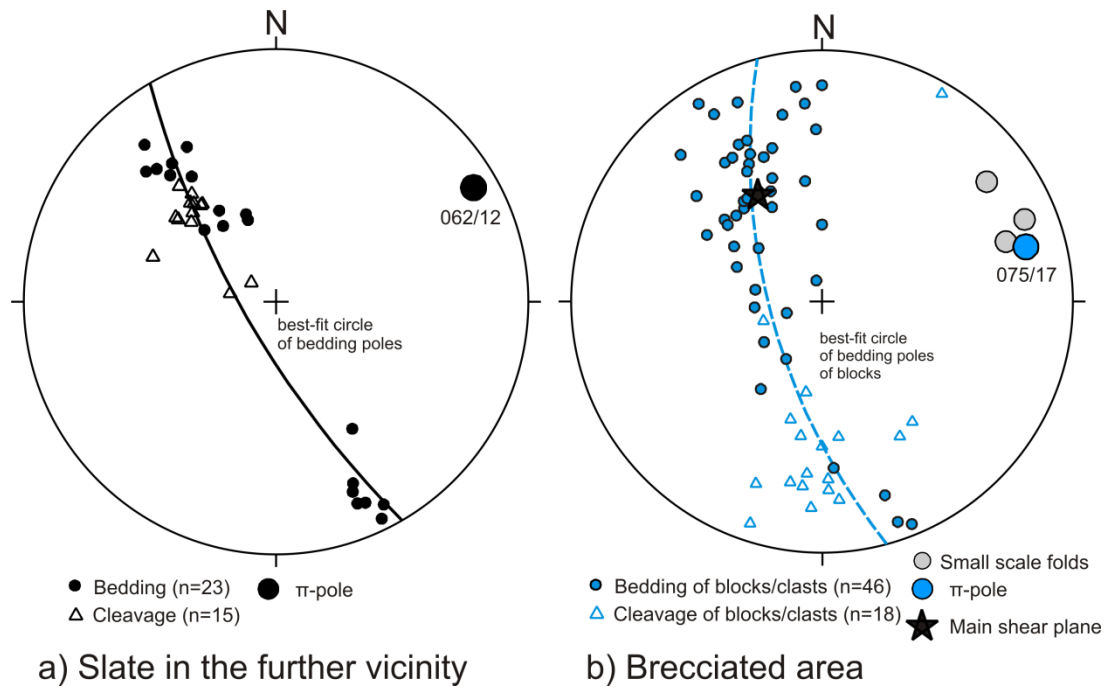 N
062/12
best-fit circle
of bedding poles
Bedding (n=23)
π-pole
Cleavage (n=15)
a) Slate in the further vicinity
N
075/17
best-fit circle
of bedding poles
of blocks
Small scale folds
Bedding of blocks/clasts (n=46)
π-pole
Cleavage of blocks/clasts (n=18)
Main shear plane
b) Brecciated area